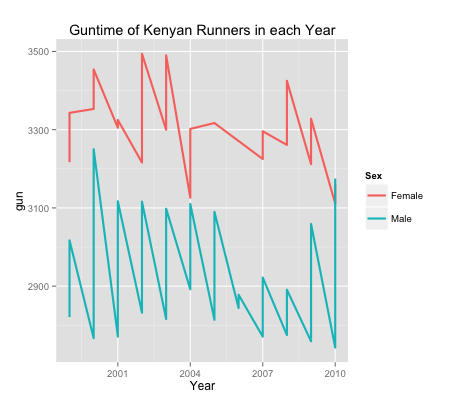 Guntime of Kenyan Runners in each Year
3500
3300
3100
2900
gun
2001
2004
2007
2010
Year
Sex
Female
Male